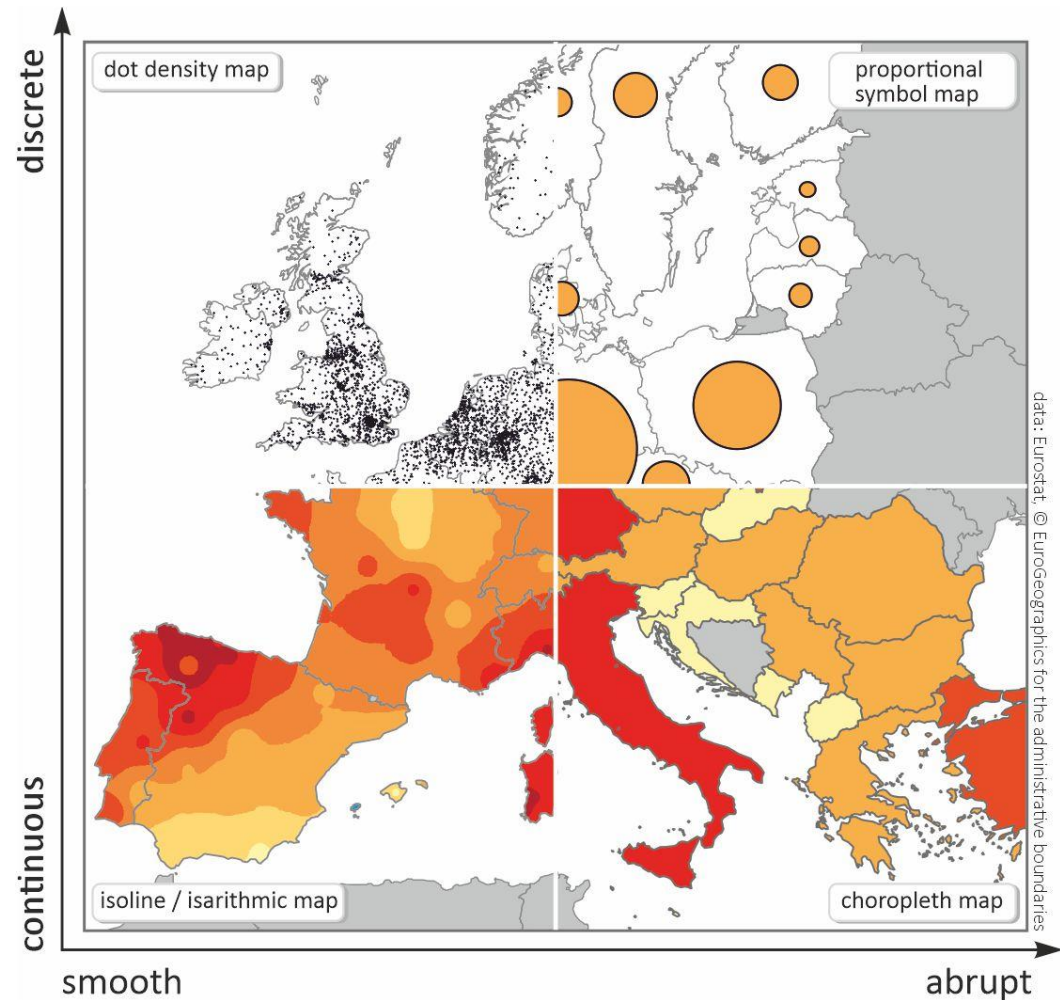 discrete
dot density map
proportional
symbol map
data: Eurostat, © EuroGeographics for the administrative boundaries
continuous
isoline / isarithmic map
choropleth map
smooth
abrupt